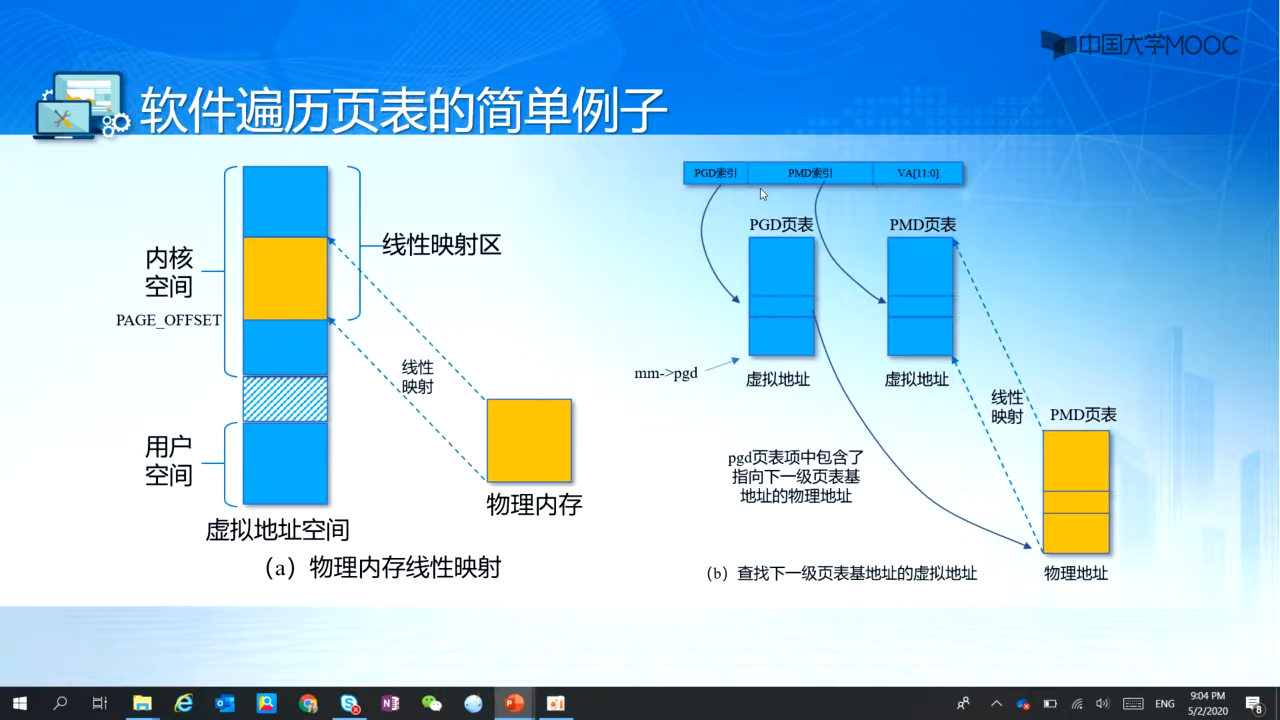 中国大学MOOC
软件遍历页表的简单例子
内核
空间
PAGE_OFFSET
用户
空间
线性映射区
线性
映射
物理内存
虚拟地址空间
（a）物理内存线性映射
PGD索引
PMD索引
VA[11:0]
PGD页表
PMD页表
mm->pgd
虚拟地址
虚拟地址
线性
映射
PMD页表
pgd页表项中包含了
指向下一级页表基
地址的物理地址
（b）查找下一级页表基地址的虚拟地址
物理地址
ENG
9:04 PM
5/2/2020
8